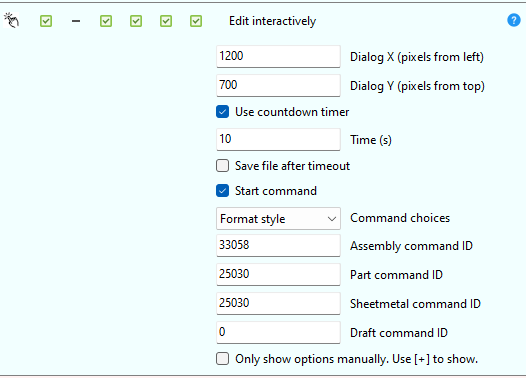 Edit interactively ?
1200 Dialog X (pixels from left)
700 Dialog Y (pixels from top)
Use countdown timer
10 Time (s)
Save file after timeout
Start command
Format style Command choices
33058 Assembly command ID
25030 Part command ID
25030 Sheetmetal command ID
0 Draft command ID
Only show options manually. Use [+] to show.